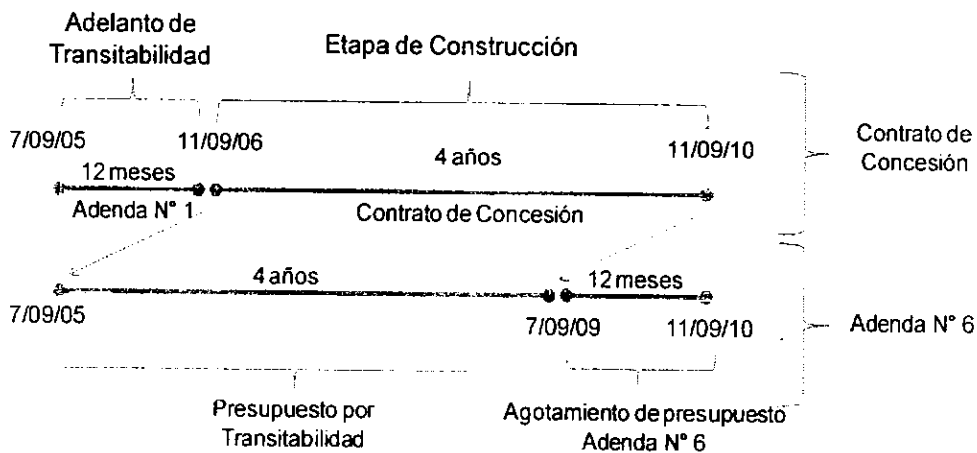 Adelanto de
Transitabilidad
Etapa de Construcción
7/09/05
11/09/06
11/09/10
12 meses
4 años
Adenda N° 1
Contrato de Concesión
Contrato de
Concesión
4 años
12 meses
7/09/05
7/09/09
11/09/10
Adenda N° 6
Presupuesto por
Transitabilidad
Agotamiento de presupuesto
Adenda N° 6